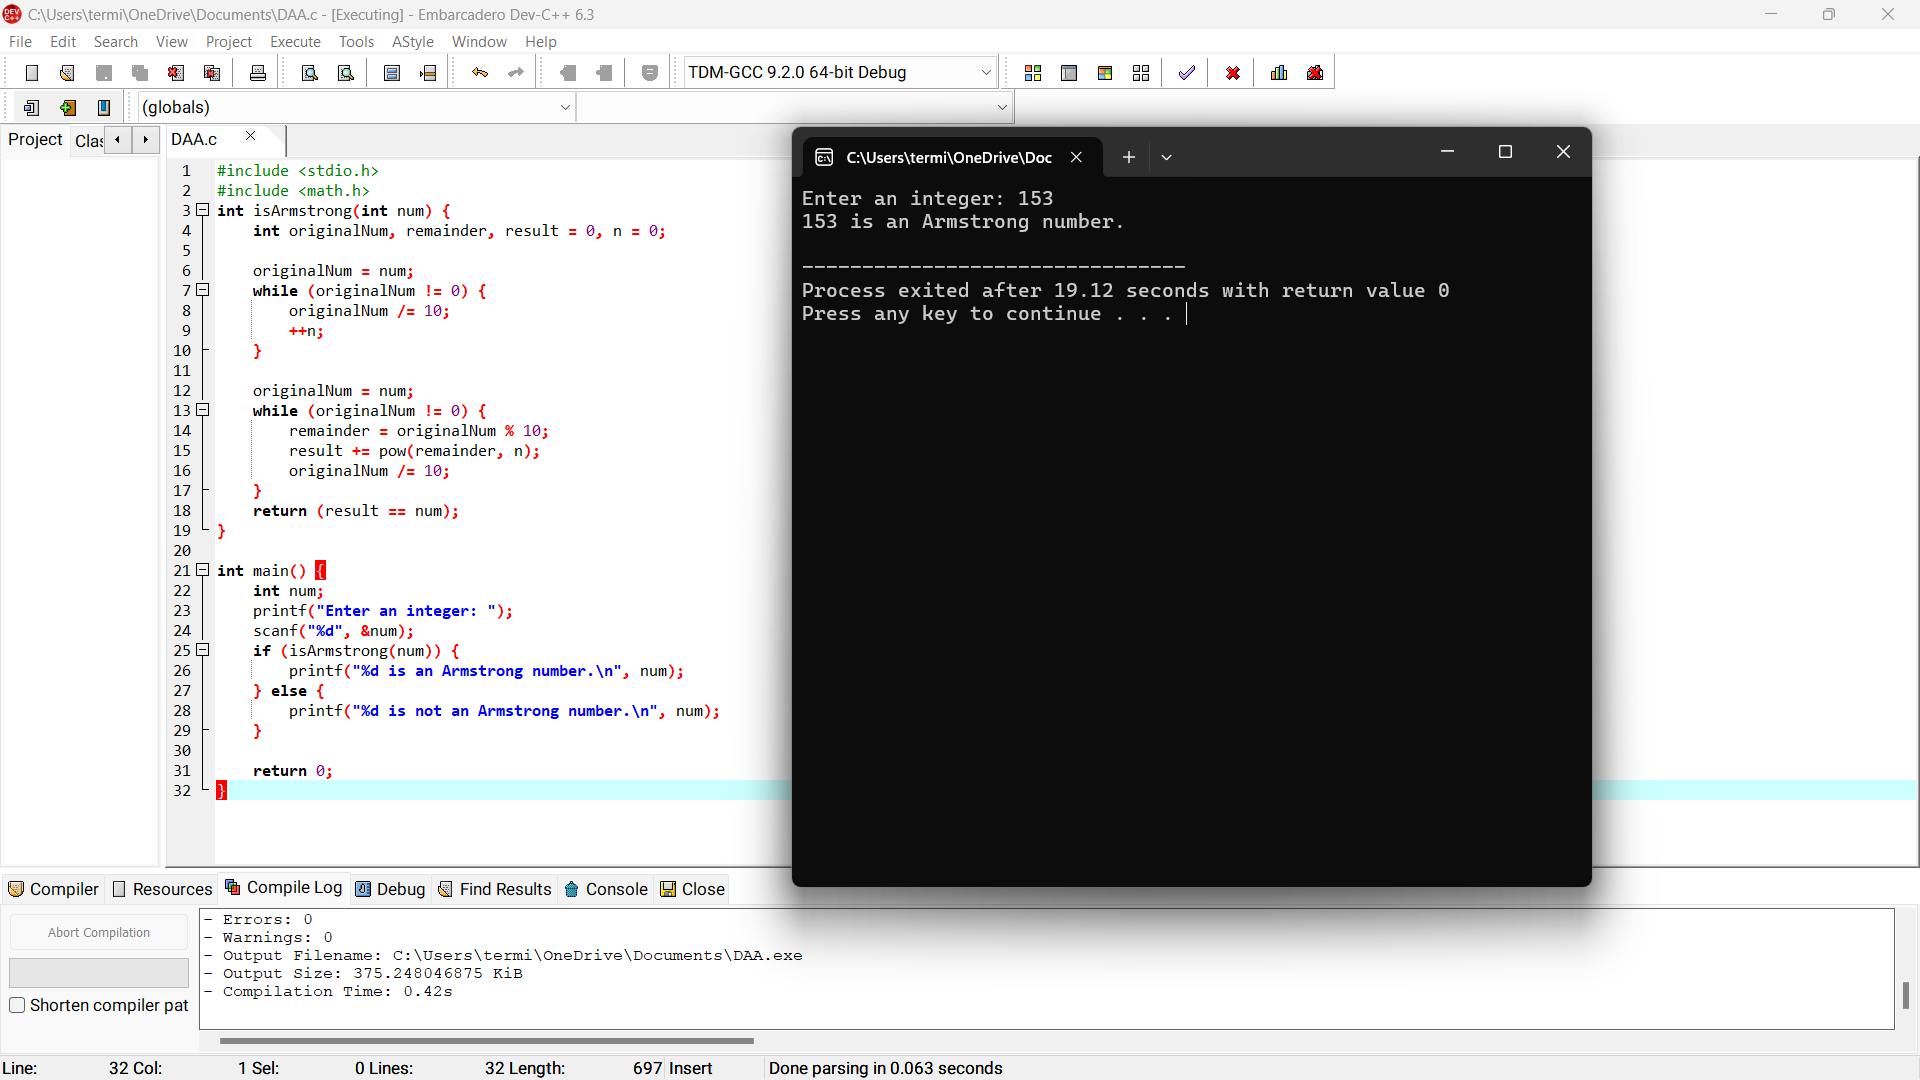 C:\Users\termi\OneDrive\Documents\DAA.c - [Executing] - Embarcadero Dev-C++ 6.3
File Edit Search View Project Execute Tools AStyle Window Help
TDM-GCC 9.2.0 64-bit Debug
(globals)
Project Clas DAA.c
1 #include <stdio.h>
2 #include <math.h>
3 int isArmstrong(int num) {
4     int originalNum, remainder, result = 0, n = 0;
5
6     originalNum = num;
7     while (originalNum != 0) {
8         originalNum /= 10;
9         ++n;
10     }
11
12     originalNum = num;
13     while (originalNum != 0) {
14         remainder = originalNum % 10;
15         result += pow(remainder, n);
16         originalNum /= 10;
17     }
18     return (result == num);
19 }
20
21 int main() {
22     int num;
23     printf("Enter an integer: ");
24     scanf("%d", &num);
25     if (isArmstrong(num)) {
26         printf("%d is an Armstrong number.\n", num);
27     } else {
28         printf("%d is not an Armstrong number.\n", num);
29     }
30
31     return 0;
32 }
C:\Users\termi\OneDrive\Doc
Enter an integer: 153
153 is an Armstrong number.
--------------------------------
Process exited after 19.12 seconds with return value 0
Press any key to continue . . .
Compiler Resources Compile Log Debug Find Results Console Close
Abort Compilation
Shorten compiler pat
- Errors: 0
- Warnings: 0
- Output Filename: C:\Users\termi\OneDrive\Documents\DAA.exe
- Output Size: 375.248046875 KiB
- Compilation Time: 0.42s
Line: 32 Col: 1 Sel: 0 Lines: 32 Length: 697 Insert Done parsing in 0.063 seconds